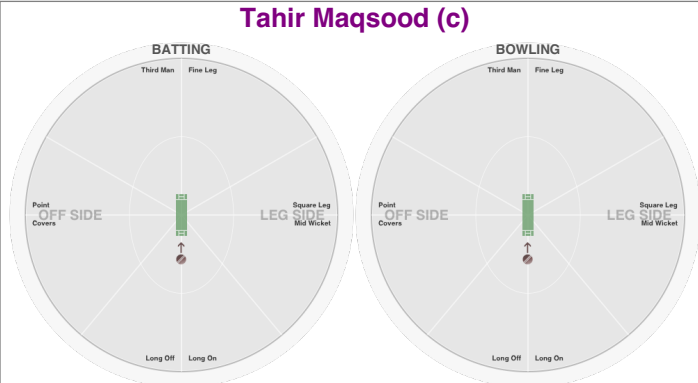 Tahir Maqsood (c)
BATTING
Third Man Fine Leg
Point
OFF SIDE
Covers
Square Leg
LEG SIDE
Mid Wicket
Long Off Long On
BOWLING
Third Man Fine Leg
Point
OFF SIDE
Covers
Square Leg
LEG SIDE
Mid Wicket
Long Off Long On